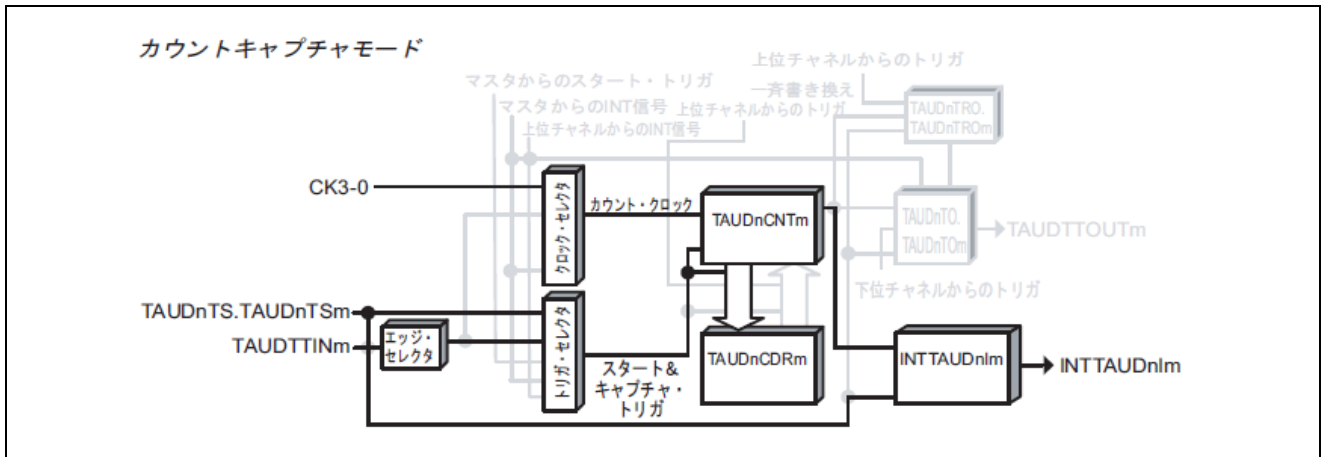 カウントキャプチャモード
上位チャネルからのトリガ
マスタからのスタート・トリガ
一斉書き換え
マスタからのINT信号
上位チャネルからのトリガ
上位チャネルからのINT信号
TAUDnTRO.
TAUDnTROm
CK3-0
クロック・セレクタ
カウント・クロック
TAUDnCNTm
TAUDnTO.
TAUDnTOm
TAUDTTOUTm
下位チャネルからのトリガ
TAUDnTS.TAUDnTSm
TAUDTTINm
エッジ・
セレクタ
トリガ・セレクタ
スタート&
キャプチャ・
トリガ
TAUDnCDRm
INTTAUDnIm
INTTAUDnIm